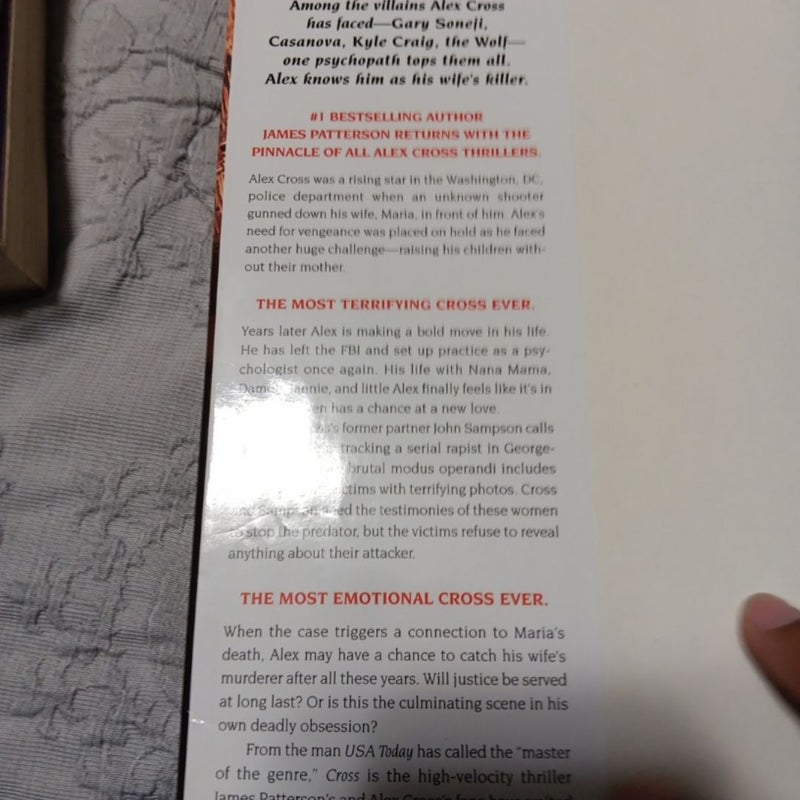 Among the villains Alex Cross
has faced—Gary Soneji,
Casanova, Kyle Craig, the Wolf—
one psychopath tops them all.
Alex knows him as his wife's killer.
#1 BESTSELLING AUTHOR
JAMES PATTERSON RETURNS WITH THE
PINNACLE OF ALL ALEX CROSS THRILLERS.
Alex Cross was a rising star in the Washington, DC,
police department when an unknown shooter
gunned down his wife, Maria, in front of him. Alex's
need for vengeance was placed on hold as he faced
another huge challenge—raising his children with-
out their mother.
THE MOST TERRIFYING CROSS EVER.
Years later Alex is making a bold move in his life.
He has left the FBI and set up practice as a psy-
chologist once again. His life with Nana Mama,
and little Alex finally feels like it's in
has a chance at a new love.
former partner John Sampson calls
tracking a serial rapist in George-
brutal modus operandi includes
with terrifying photos. Cross
the testimonies of these women
to stop the predator, but the victims refuse to reveal
anything about their attacker.
THE MOST EMOTIONAL CROSS EVER.
When the case triggers a connection to Maria's
death, Alex may have a chance to catch his wife's
murderer after all these years. Will justice be served
at long last? Or is this the culminating scene in his
own deadly obsession?
From the man USA Today has called the "master
of the genre," Cross is the high-velocity thriller
James Patterson's and Alex Cross's fans have